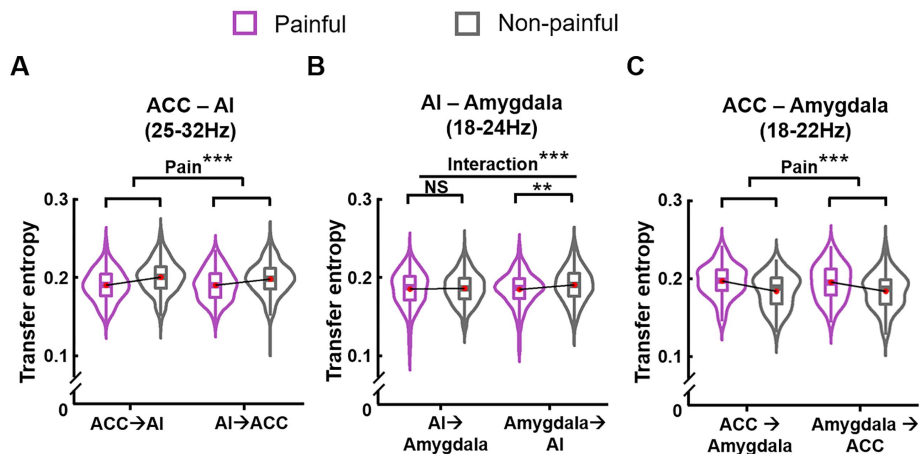 Painful
Non-painful
A
ACC – AI
(25-32Hz)
Pain***
Transfer entropy
0.3
0.2
0.1
0
ACC→AI
AI→ACC
B
AI – Amygdala
(18-24Hz)
Interaction***
NS
**
Transfer entropy
0.3
0.2
0.1
0
AI→
Amygdala
Amygdala→
AI
C
ACC – Amygdala
(18-22Hz)
Pain***
Transfer entropy
0.3
0.2
0.1
0
ACC →
Amygdala
Amygdala →
ACC